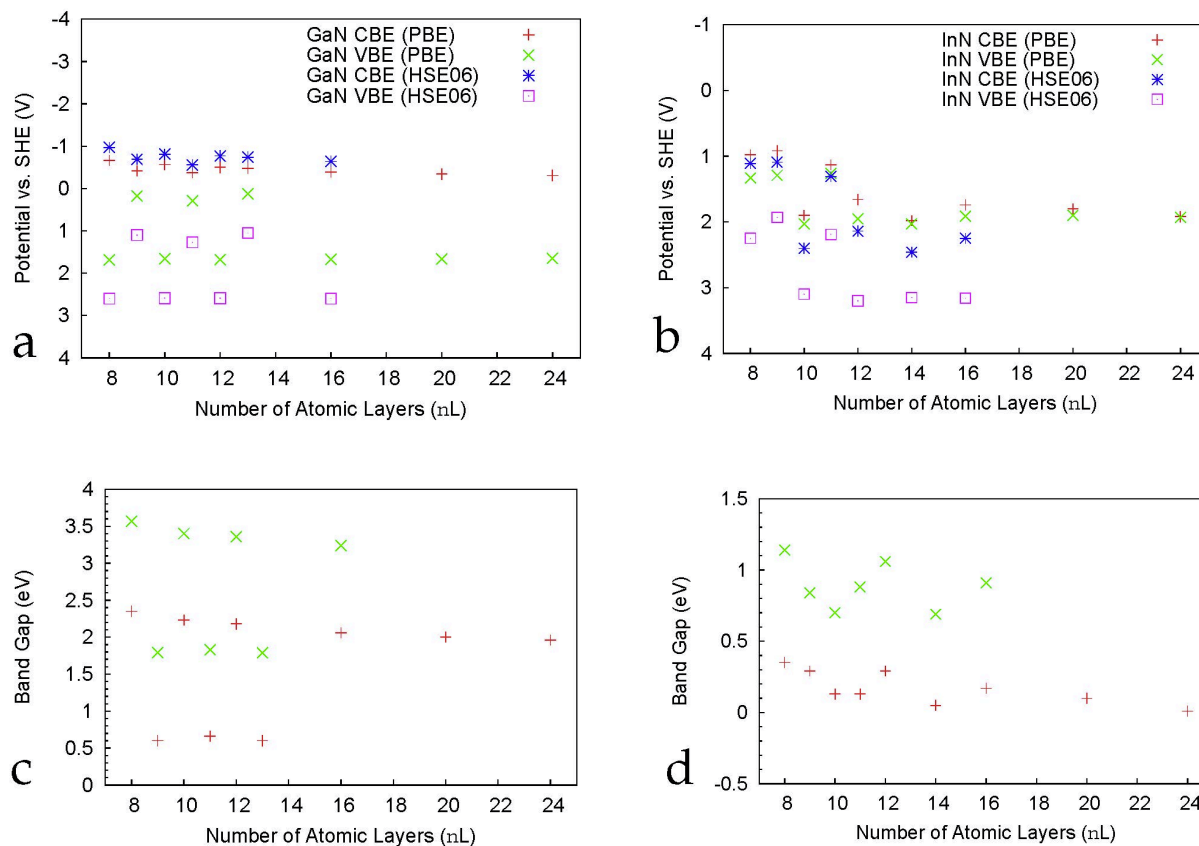 GaN CBE (PBE)
GaN VBE (PBE)
GaN CBE (HSE06)
GaN VBE (HSE06)
-4
-3
-2
-1
0
1
2
3
4
Potential vs. SHE (V)
8 10 12 14 16 18 20 22 24
Number of Atomic Layers (nL)
a
InN CBE (PBE)
InN VBE (PBE)
InN CBE (HSE06)
InN VBE (HSE06)
-1
0
1
2
3
4
Potential vs. SHE (V)
8 10 12 14 16 18 20 22 24
Number of Atomic Layers (nL)
b
4
3.5
3
2.5
2
1.5
1
0.5
0
Band Gap (eV)
8 10 12 14 16 18 20 22 24
Number of Atomic Layers (nL)
c
1.5
1
0.5
0
-0.5
Band Gap (eV)
8 10 12 14 16 18 20 22 24
Number of Atomic Layers (nL)
d